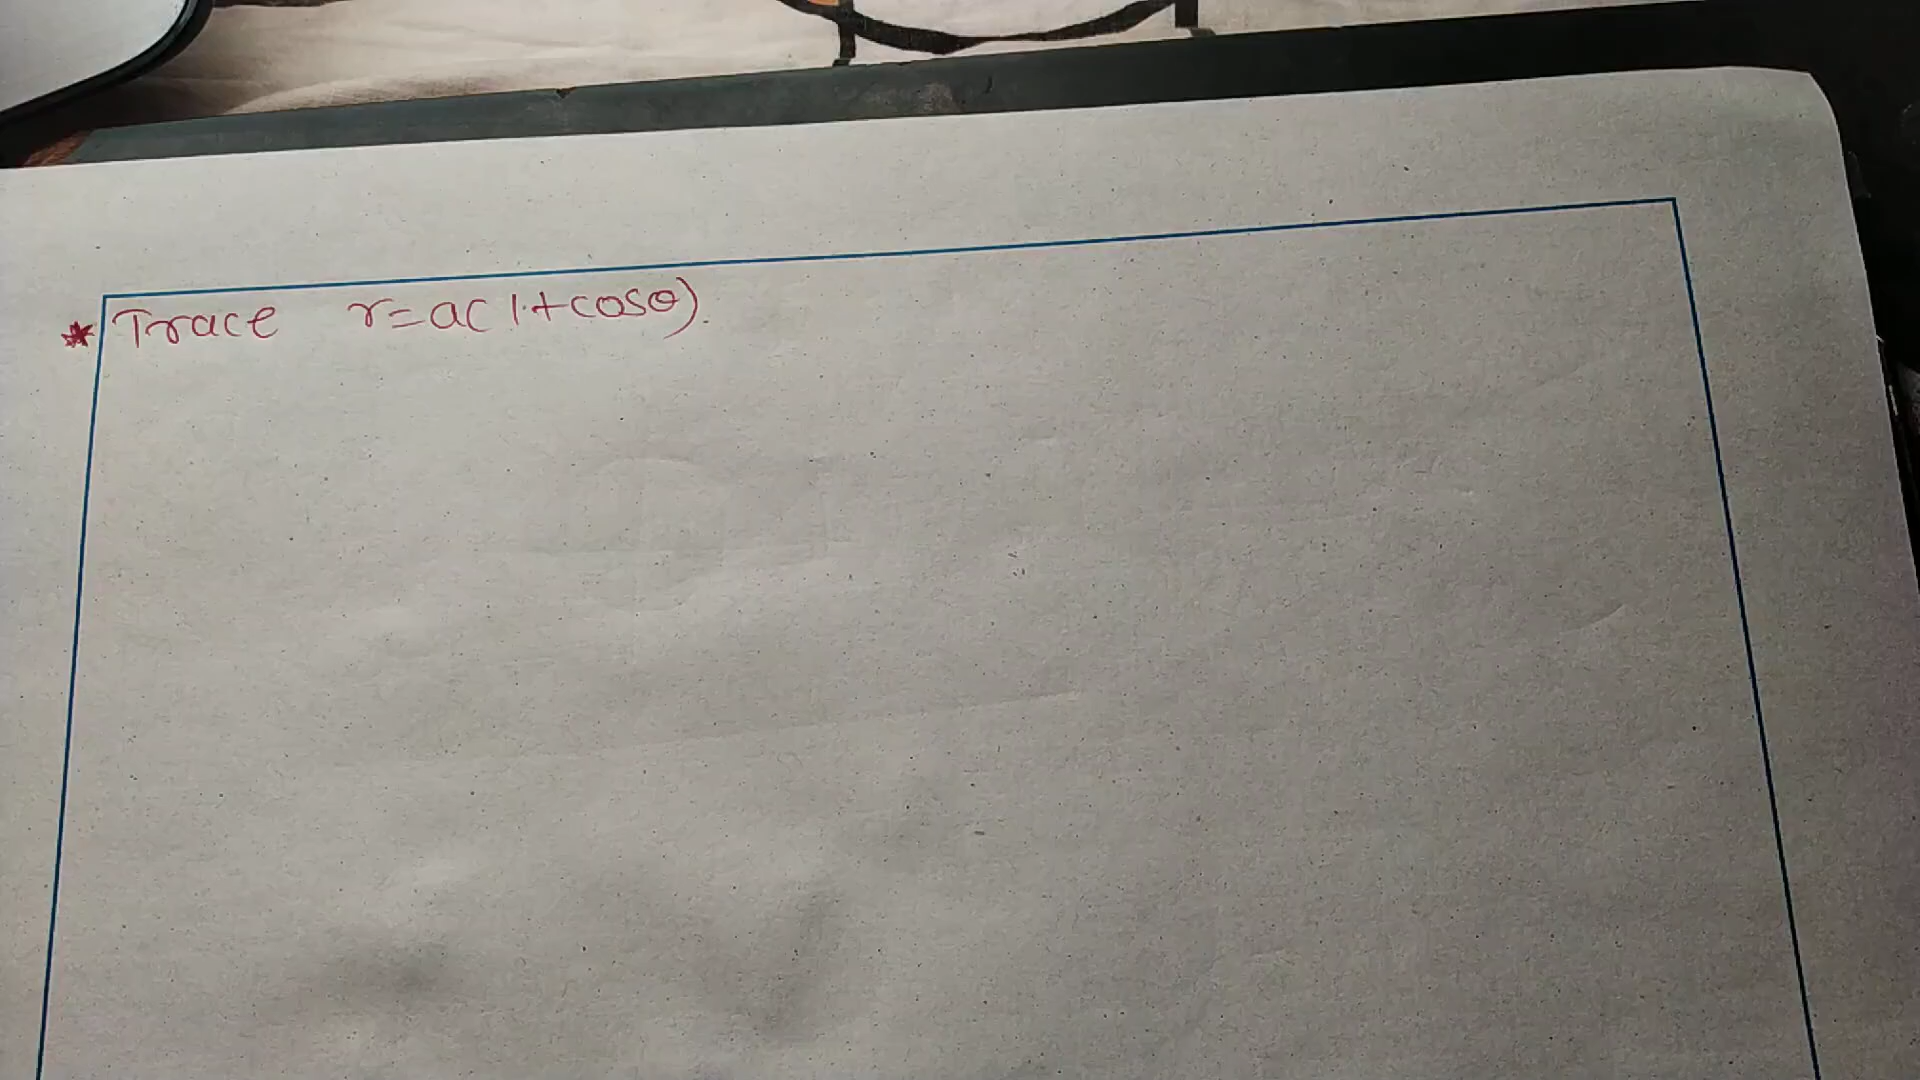 * Trace r=a(1+cosθ).